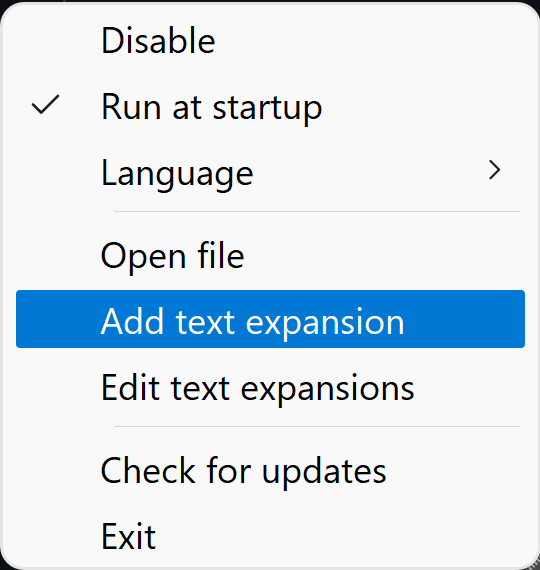 Disable
Run at startup
Language
Open file
Add text expansion
Edit text expansions
Check for updates
Exit